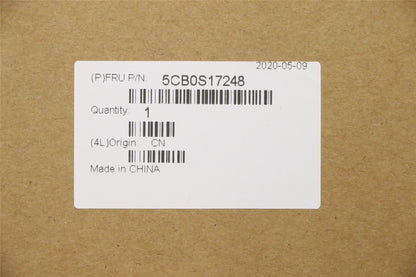 2020-05-09
(P)FRU P/N: 5CB0S17248
Quantity: 1
(4L)Origin: CN
Made in CHINA